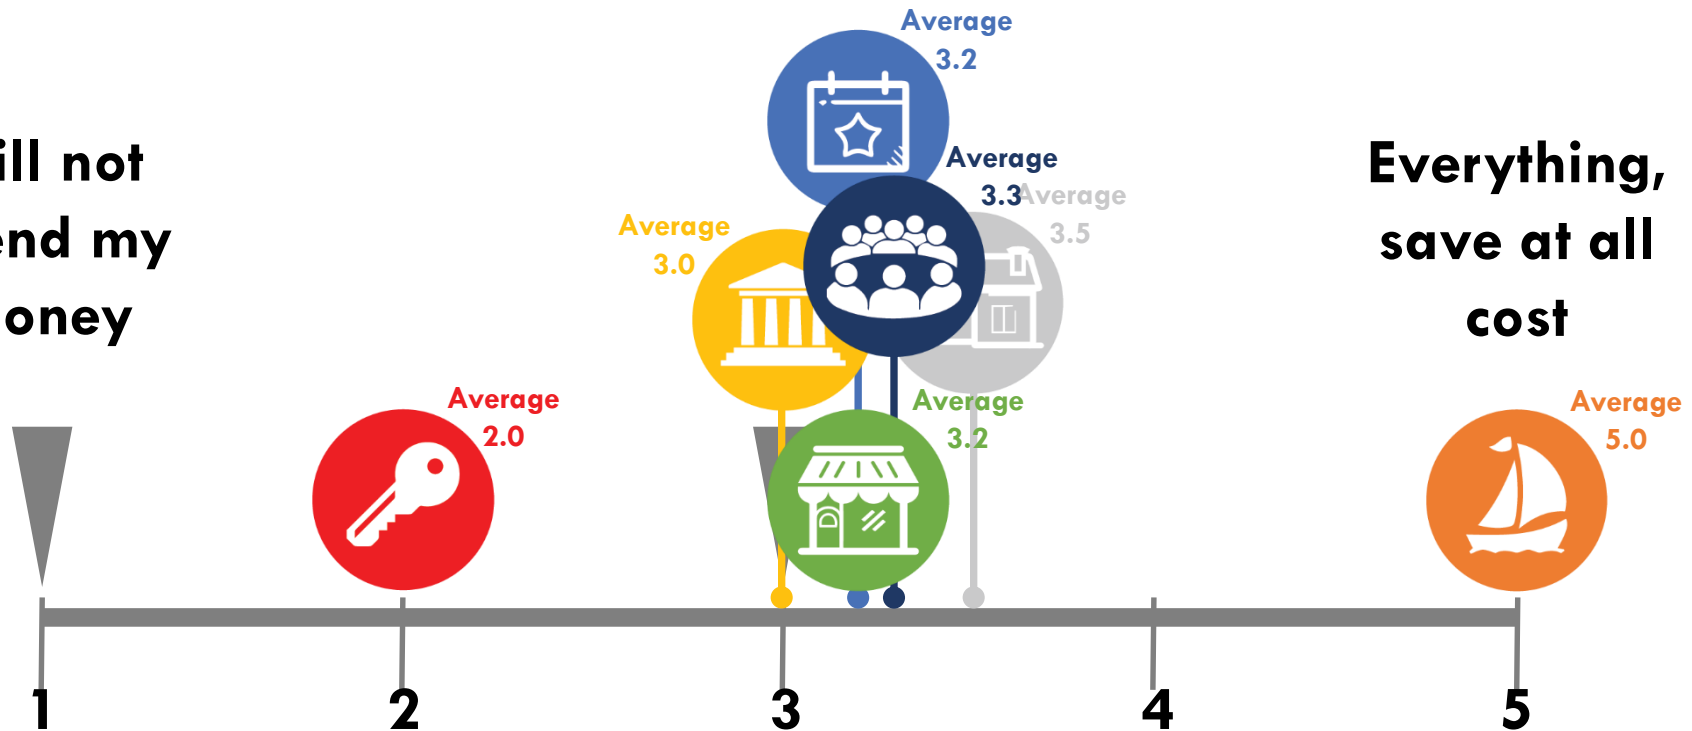 Average
3.2
ill not
end my
oney
Average
3.3
Average
3.5
Average
3.0
Everything,
save at all
cost
Average
2.0
Average
3.2
Average
5.0
1
2
3
4
5